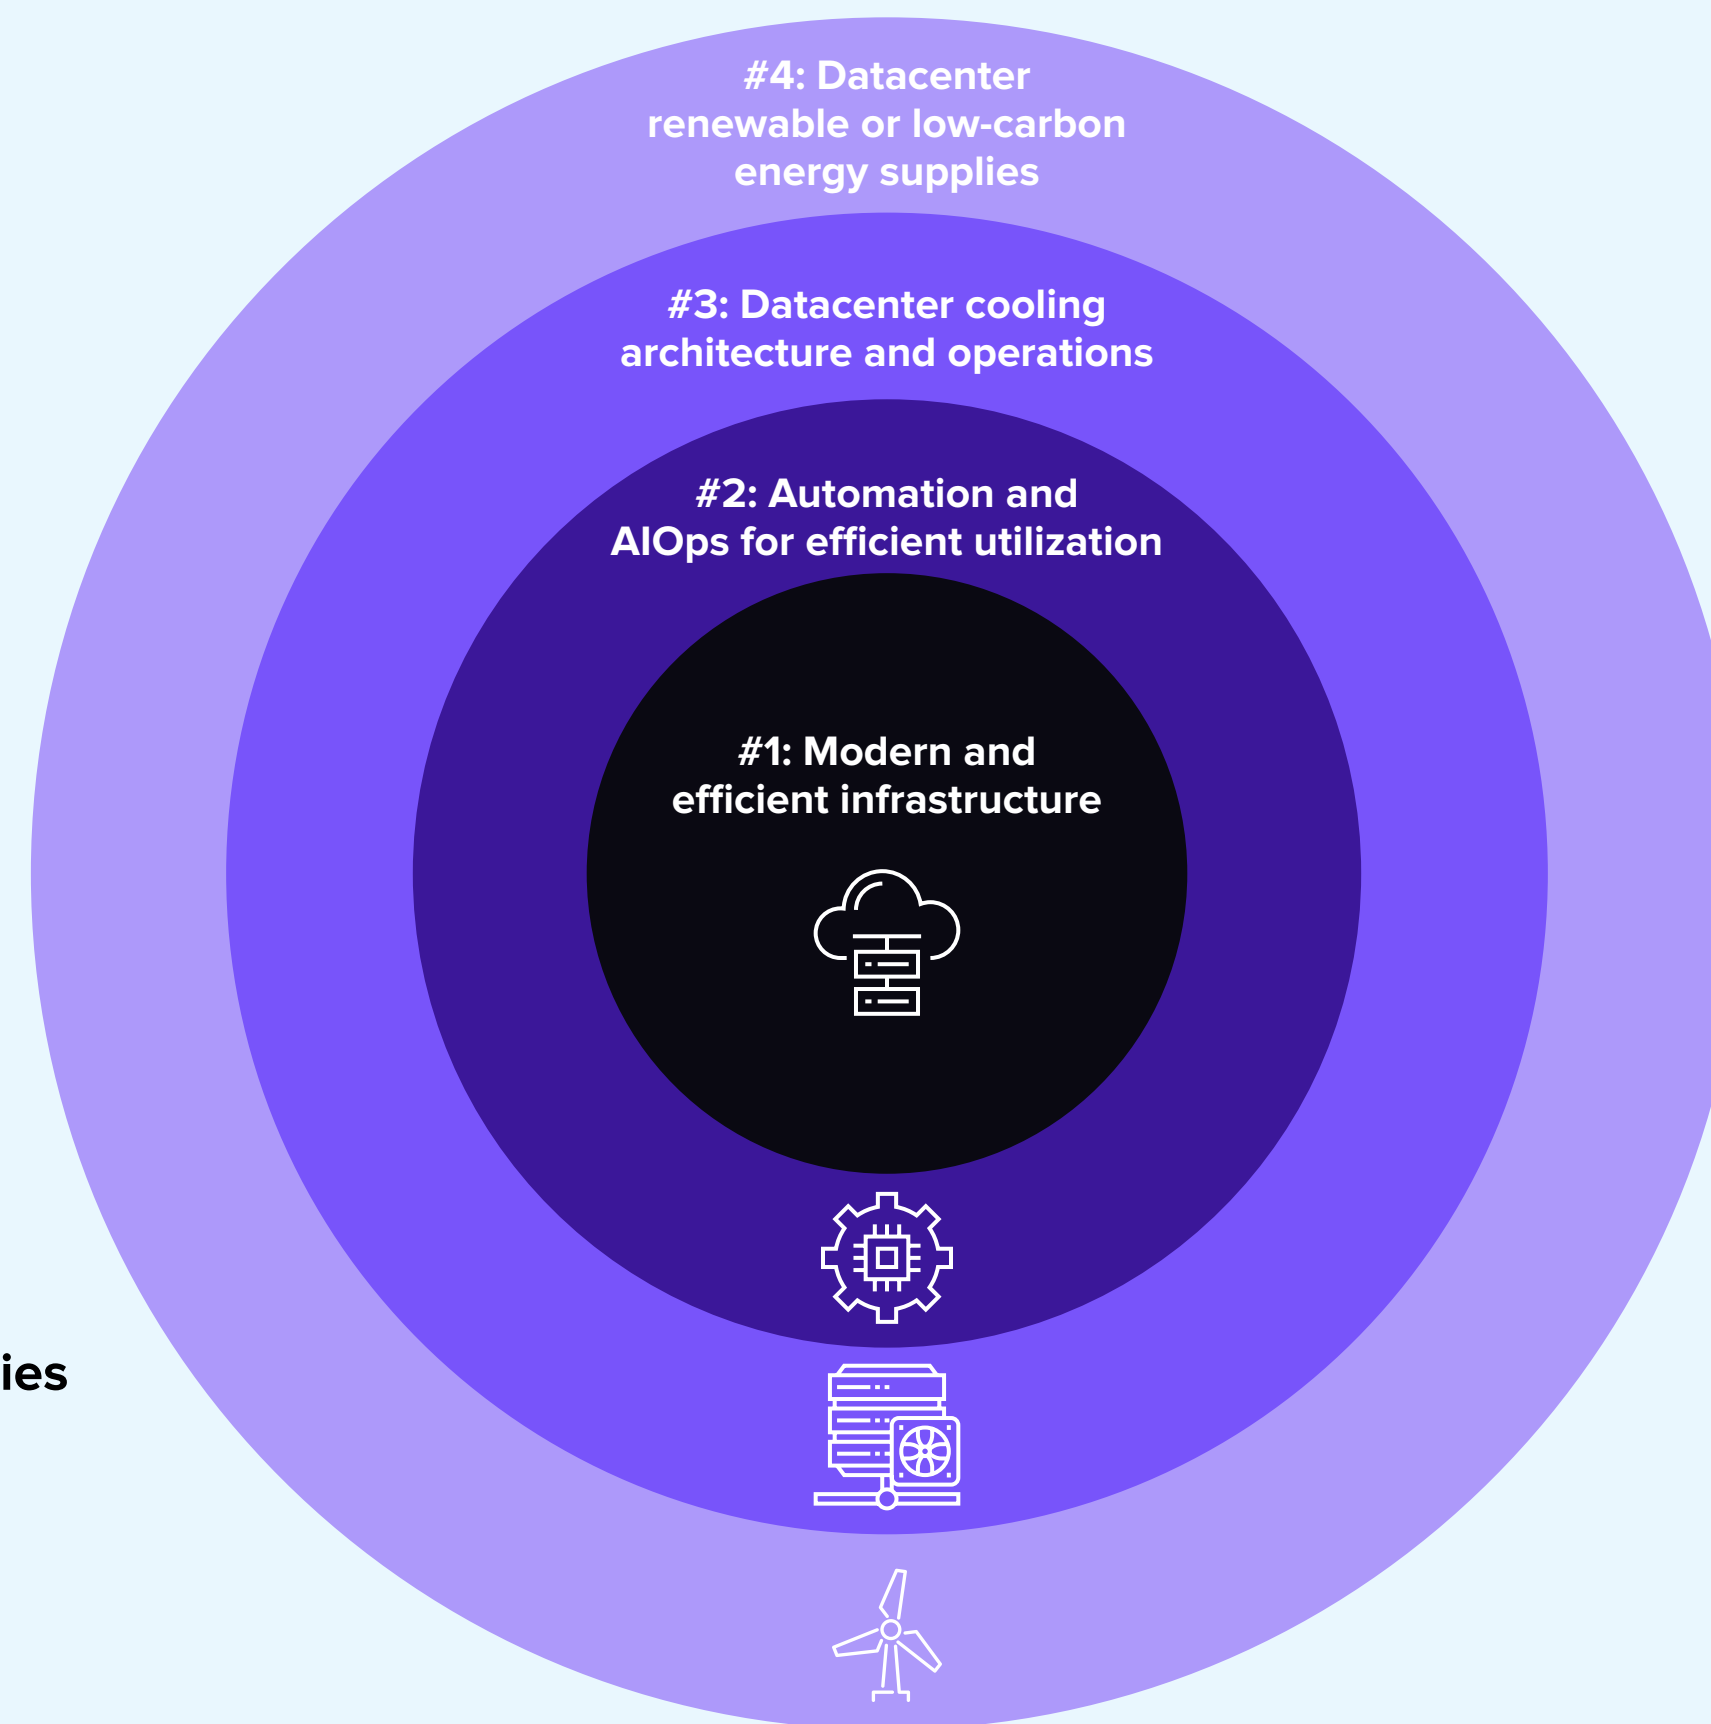 #4: Datacenter
renewable or low-carbon
energy supplies
#3: Datacenter cooling
architecture and operations
#2: Automation and
AIOps for efficient utilization
#1: Modern and
efficient infrastructure
ies